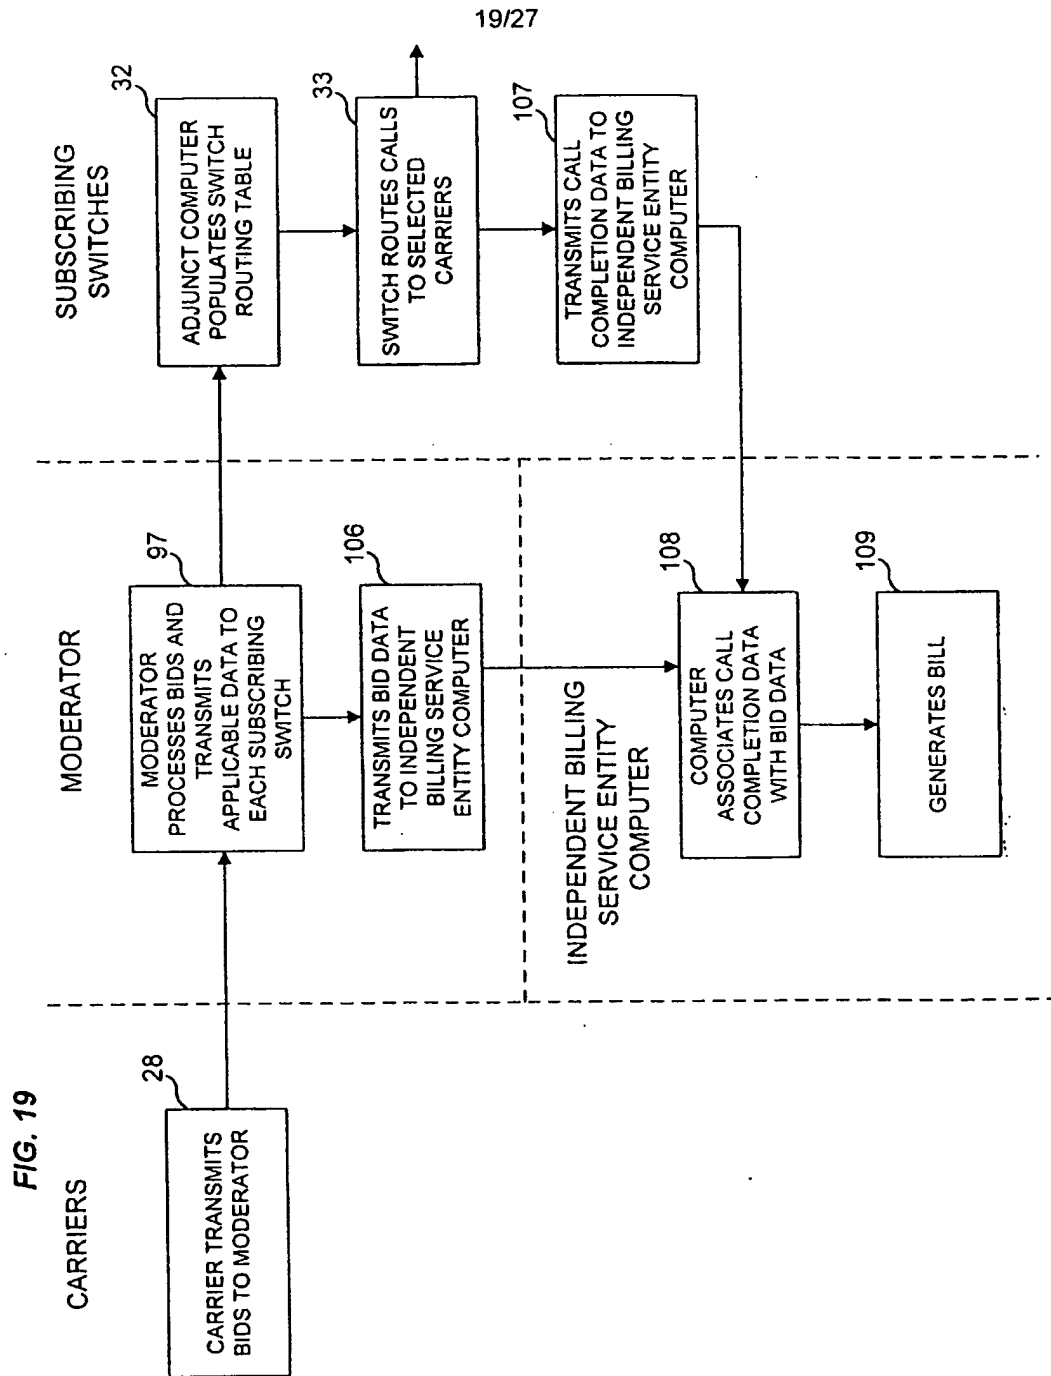 19/27
FIG. 19
CARRIERS
28
CARRIER TRANSMITS
BIDS TO MODERATOR
MODERATOR
97
MODERATOR
PROCESSES BIDS AND
TRANSMITS
APPLICABLE DATA TO
EACH SUBSCRIBING
SWITCH
106
TRANSMITS BID DATA
TO INDEPENDENT
BILLING SERVICE
ENTITY COMPUTER
INDEPENDENT BILLING
SERVICE ENTITY
COMPUTER
108
COMPUTER
ASSOCIATES CALL
COMPLETION DATA
WITH BID DATA
109
GENERATES BILL
SUBSCRIBING
SWITCHES
32
ADJUNCT COMPUTER
POPULATES SWITCH
ROUTING TABLE
33
SWITCH ROUTES CALLS
TO SELECTED
CARRIERS
107
TRANSMITS CALL
COMPLETION DATA TO
INDEPENDENT BILLING
SERVICE ENTITY
COMPUTER